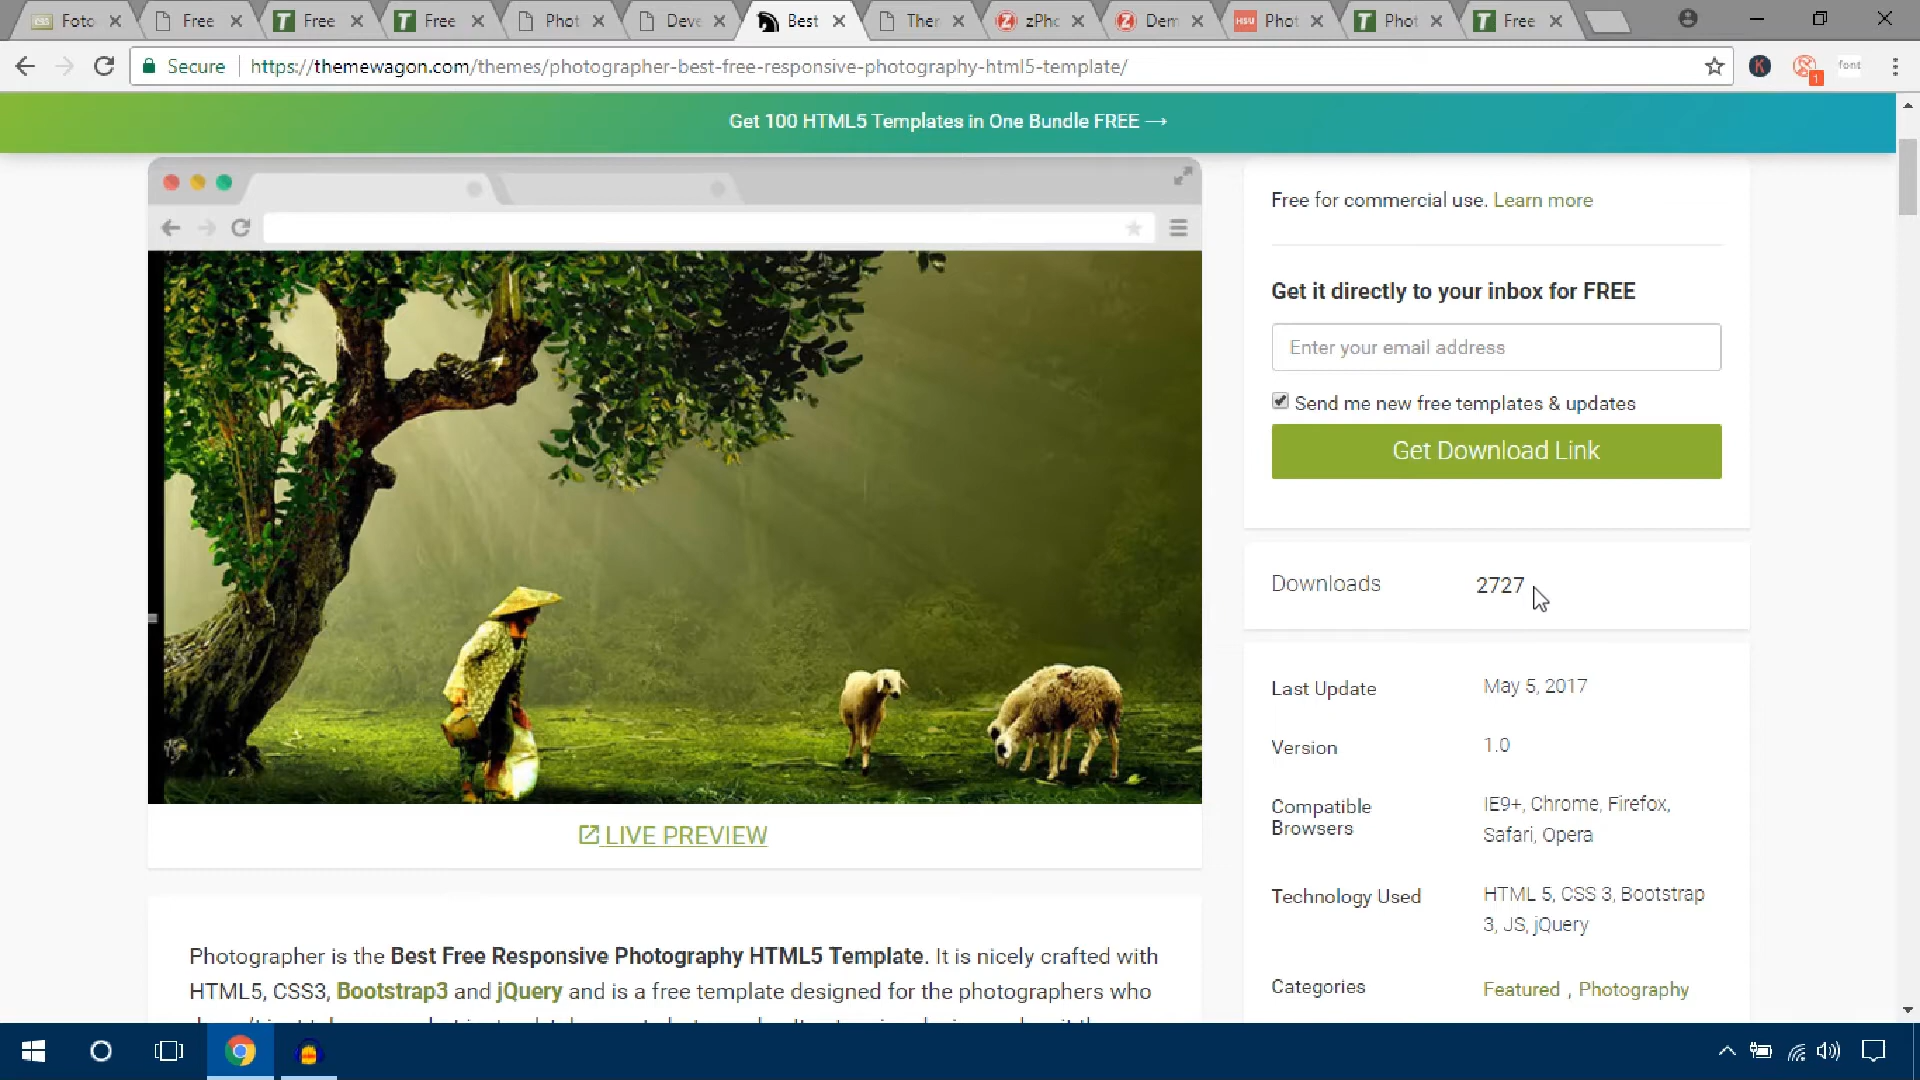 Foto
Free
Free
Free
Phot
Deve
Best
Ther
zPho
Dem
Phot
Phot
Free
Secure
https://themewagon.com/themes/photographer-best-free-responsive-photography-html5-template/
font
1
Get 100 HTML5 Templates in One Bundle FREE →
Free for commercial use. Learn more
Get it directly to your inbox for FREE
Enter your email address
Send me new free templates & updates
Get Download Link
Downloads 2727
Last Update May 5, 2017
Version 1.0
Compatible Browsers IE9+, Chrome, Firefox,
Safari, Opera
Technology Used HTML 5, CSS 3, Bootstrap
3, JS, jQuery
Categories Featured , Photography
LIVE PREVIEW
Photographer is the Best Free Responsive Photography HTML5 Template. It is nicely crafted with
HTML5, CSS3, Bootstrap3 and jQuery and is a free template designed for the photographers who